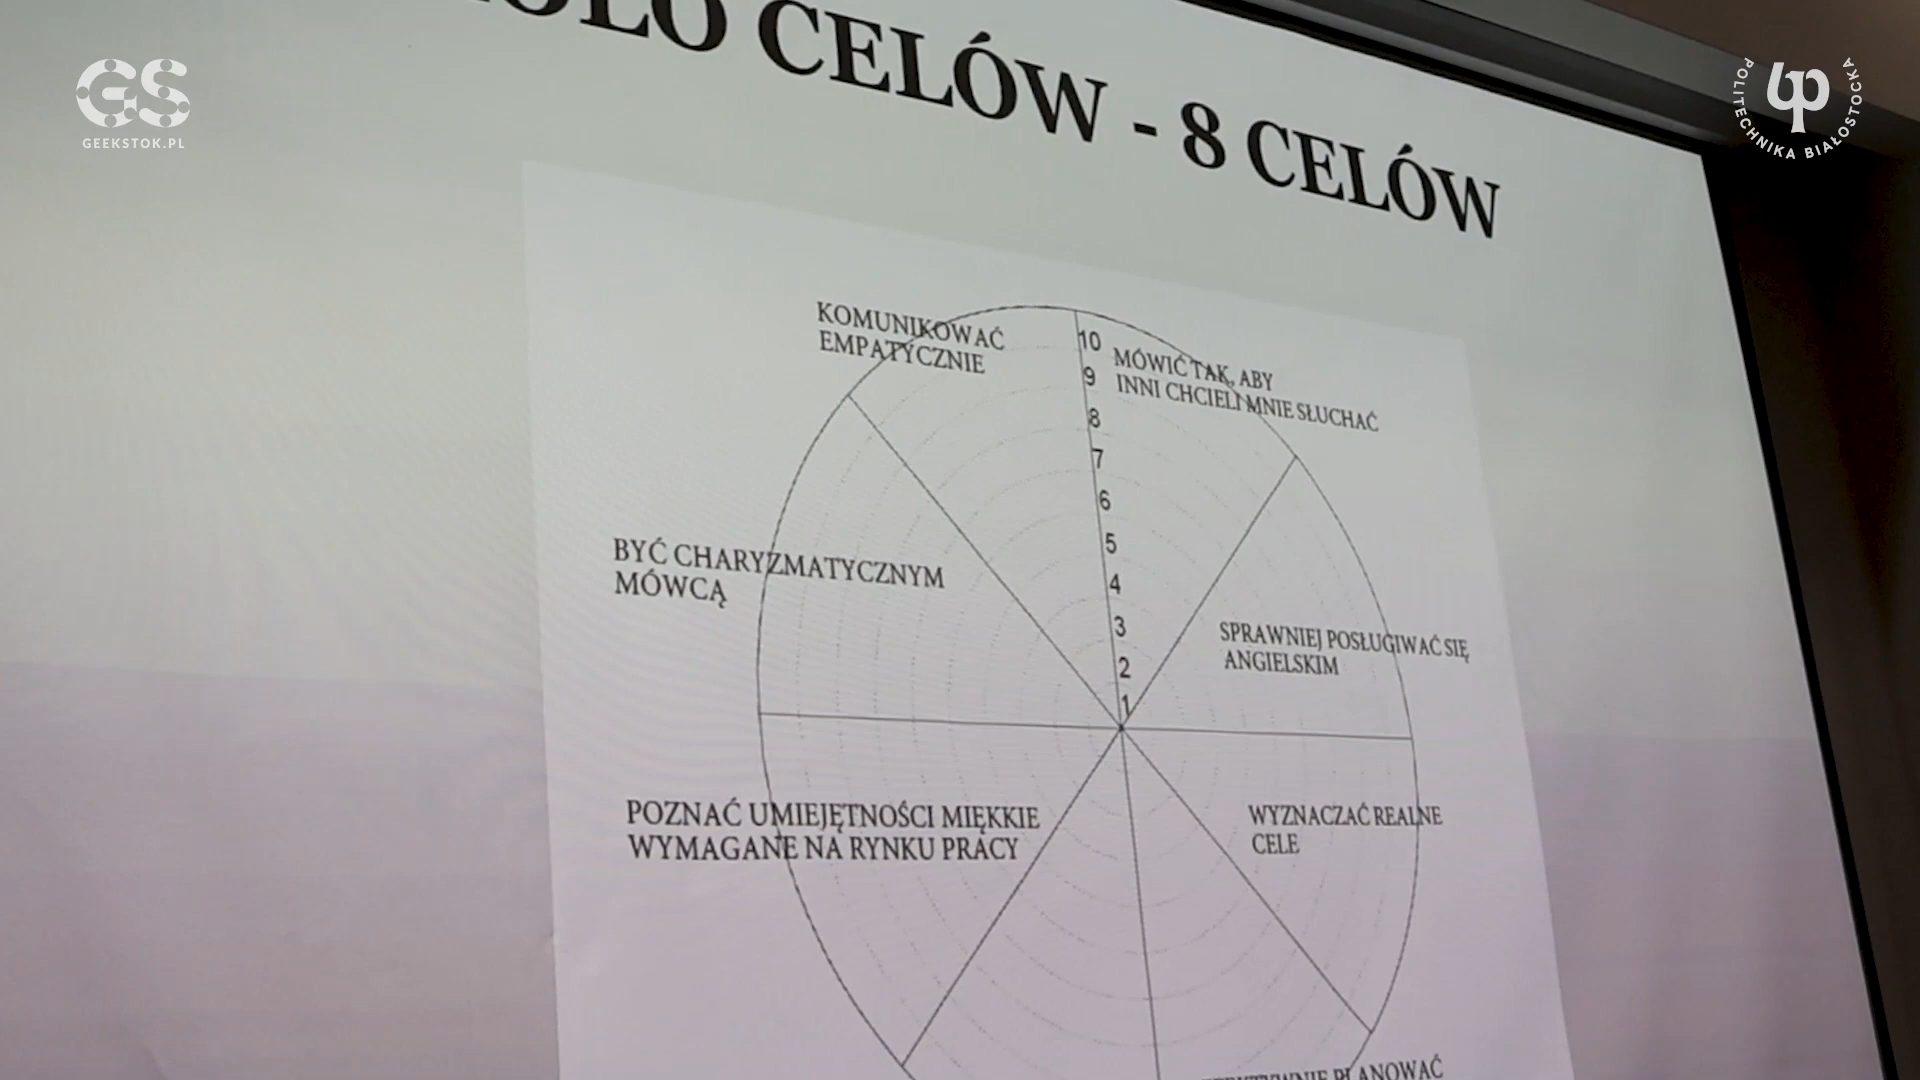 CELÓW - 8 CELÓW
GS
GEEKSTOK.PL
POLITECHNIKA BIAŁOSTOCKA
KOMUNIKOWAĆ
EMPATYCZNIE
MÓWIĆ TAK, ABY
INNI CHCIELI MNIE SŁUCHAĆ
10
9
8
7
6
5
4
3
2
1
BYĆ CHARYZMATYCZNYM
MÓWCĄ
SPRAWNIEJ POSŁUGIWAĆ SIĘ
ANGIELSKIM
POZNAĆ UMIEJĘTNOŚCI MIĘKKIE
WYMAGANE NA RYNKU PRACY
WYZNACZAĆ REALNE
CELE
PLANOWAĆ